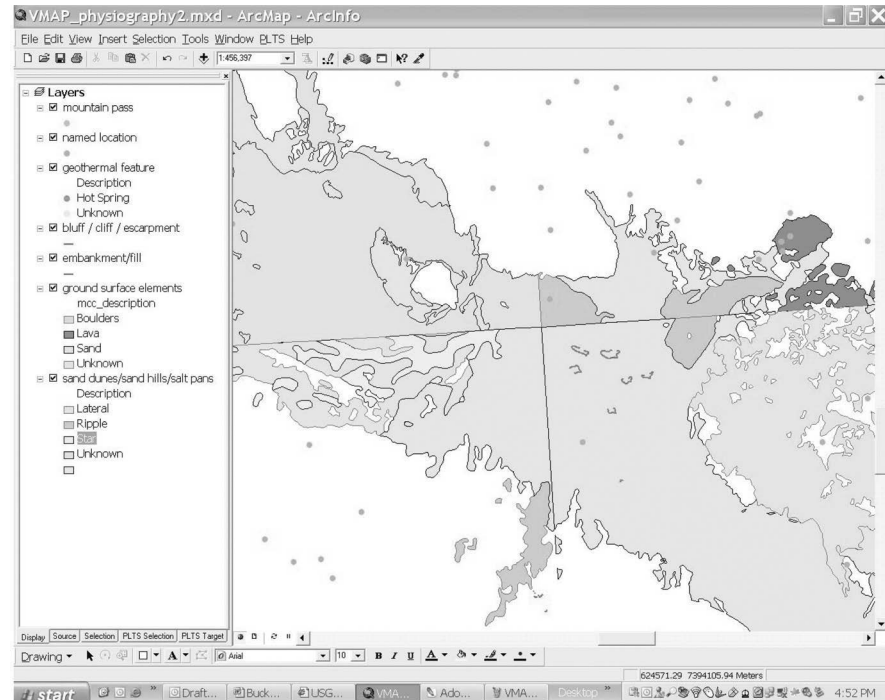 VMAP_physiography2.mxd - ArcMap - ArcInfo
File Edit View Insert Selection Tools Window PLTS Help
1:456,397
Layers
mountain pass
named location
geothermal feature
Description
Hot Spring
Unknown
bluff / cliff / escarpment
embankment/fill
ground surface elements
mcc_description
Boulders
Lava
Sand
Unknown
sand dunes/sand hills/salt pans
Description
Lateral
Ripple
Star
Unknown
Display Source Selection PLTS Selection PLTS Target
Drawing A Arial 10 B I U A
624571.29 7394105.94 Meters
start Draft... Buck... USG... VMA... Ado... VMA... Desktop 4:52 PM